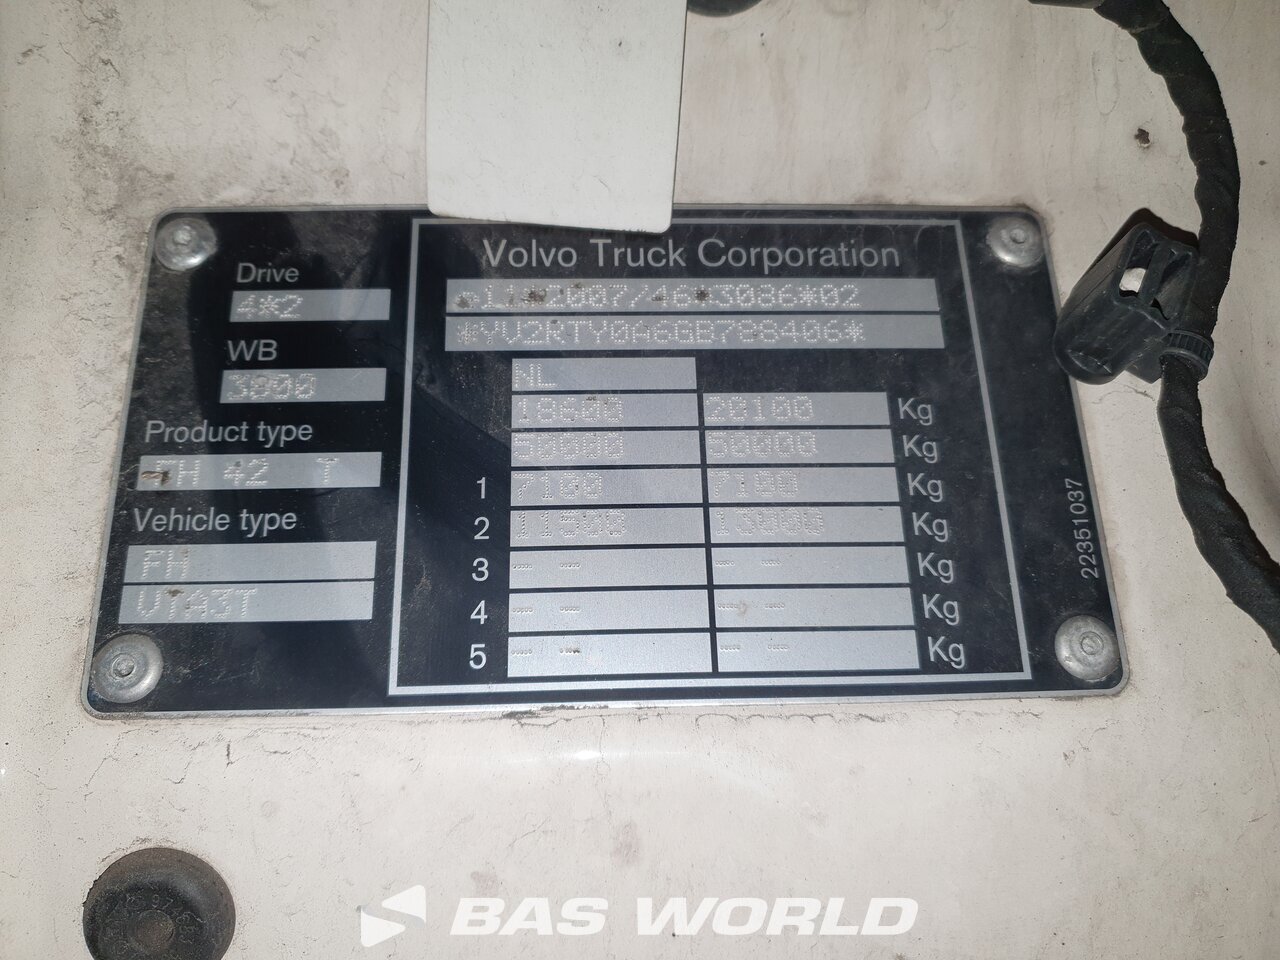 Volvo Truck Corporation
e11*2007/46*3086*02
*YV2RTY0A6GB788406*
NL
18600 20100 Kg
50000 50000 Kg
1 7100 7100 Kg
2 11500 13000 Kg
3 Kg
4 Kg
5 Kg
Drive
4*2
WB
3800
Product type
FH 42 T
Vehicle type
FH
VTA3T
22351037
BAS WORLD